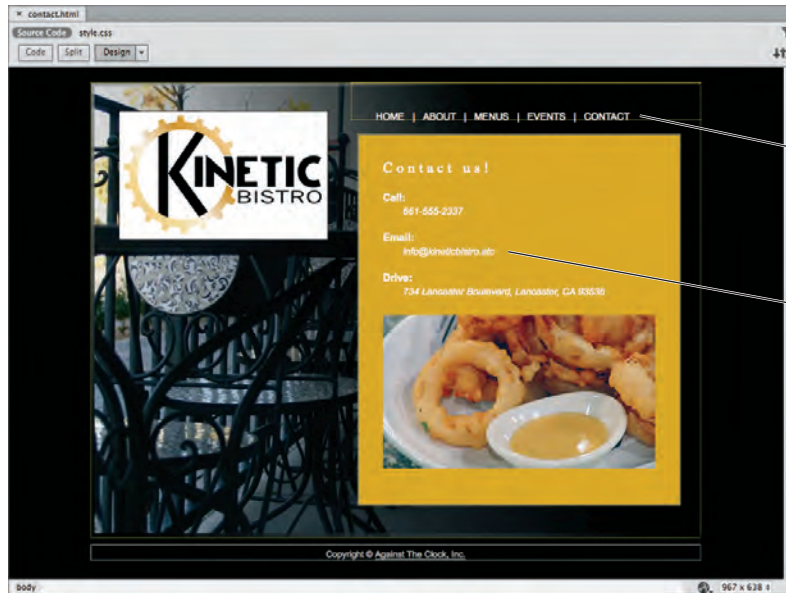 × contact.html
Source Code style.css
Code Split Design
HOME | ABOUT | MENUS | EVENTS | CONTACT
KINETIC
BISTRO
Contact us!
Call:
661-555-2337
Email:
info@kineticbistro.atc
Drive:
734 Lancaster Boulevard, Lancaster, CA 93535
Copyright © Against The Clock, Inc.
body 967 x 638